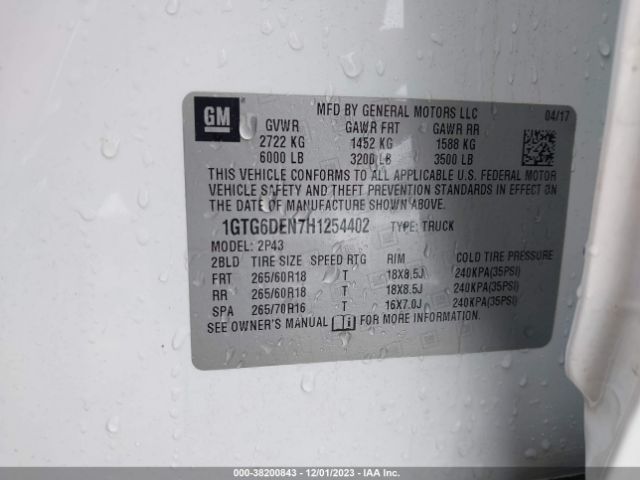 GM
MFD BY GENERAL MOTORS LLC 04/17
GVWR GAWR FRT GAWR RR
2722 KG 1452 KG 1588 KG
6000 LB 3200 LB 3500 LB
THIS VEHICLE CONFORMS TO ALL APPLICABLE U.S. FEDERAL MOTOR
VEHICLE SAFETY AND THEFT PREVENTION STANDARDS IN EFFECT ON
THE DATE OF MANUFACTURE SHOWN ABOVE.
1GTG6DEN7H1254402 TYPE: TRUCK
MODEL: 2P43
2BLD TIRE SIZE SPEED RTG RIM COLD TIRE PRESSURE
FRT 265/60R18 T 18X8.5J 240KPA(35PSI)
RR 265/60R18 T 18X8.5J 240KPA(35PSI)
SPA 265/70R16 T 16X7.0J 240KPA(35PSI)
SEE OWNER'S MANUAL i FOR MORE INFORMATION.
000-38200843 - 12/01/2023 - IAAI.COM